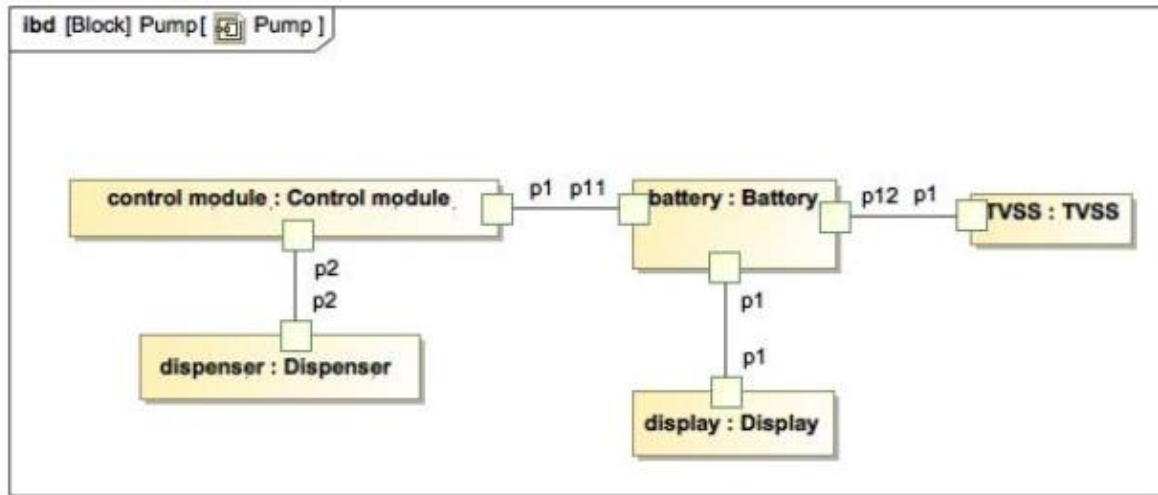 ibd [Block] Pump[ Pump ]
control module : Control module
p1 p11
battery : Battery
p12 p1
TVSS : TVSS
p2
p2
dispenser : Dispenser
p1
p1
display : Display